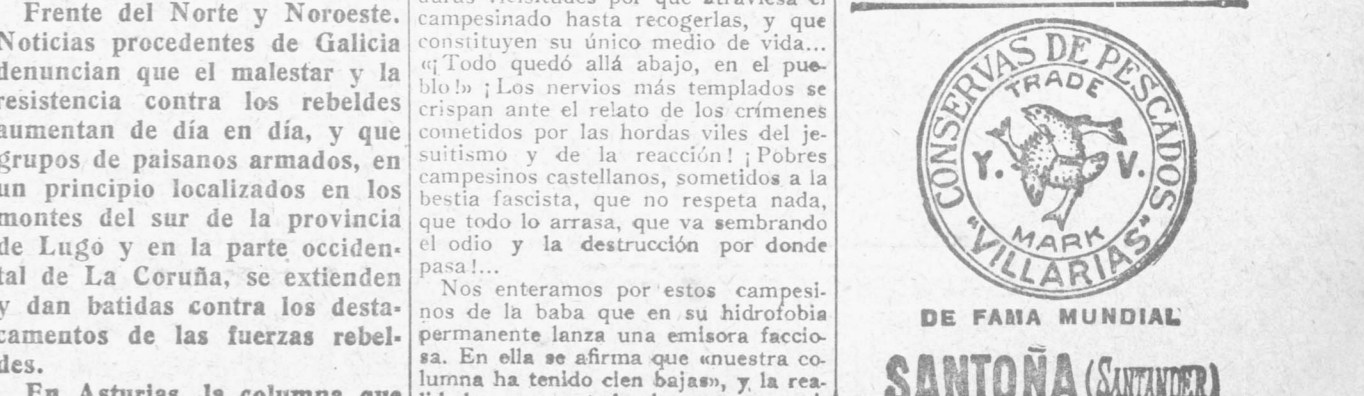 Frente del Norte y Noroeste.
Noticias procedentes de Galicia
denuncian que el malestar y la
resistencia contra los rebeldes
aumentan de día en día, y que
grupos de paisanos armados, en
un principio localizados en los
montes del sur de la provincia
de Lugo y en la parte occiden-
tal de La Coruña, se extienden
y dan batidas contra los desta-
camentos de las fuerzas rebel-
des.
En Asturias, la columna que
campesinado hasta recogerlas, y que
constituyen su único medio de vida...
«¡Todo quedó allá abajo, en el pue-
blo!» ¡Los nervios más templados se
crispan ante el relato de los crímenes
cometidos por las hordas viles del je-
suitismo y de la reacción! ¡Pobres
campesinos castellanos, sometidos a la
bestia fascista, que no respeta nada,
que todo lo arrasa, que va sembrando
el odio y la destrucción por donde
pasa!...
Nos enteramos por estos campesi-
nos de la baba que en su hidrofobia
permanente lanza una emisora faccio-
sa. En ella se afirma que «nuestra co-
lumna ha tenido cien bajas», y la rea-
CONSERVAS DE PESCADOS
TRADE
Y. V.
MARK
"VILLARIAS"
DE FAMA MUNDIAL
SANTOÑA (SANTANDER)